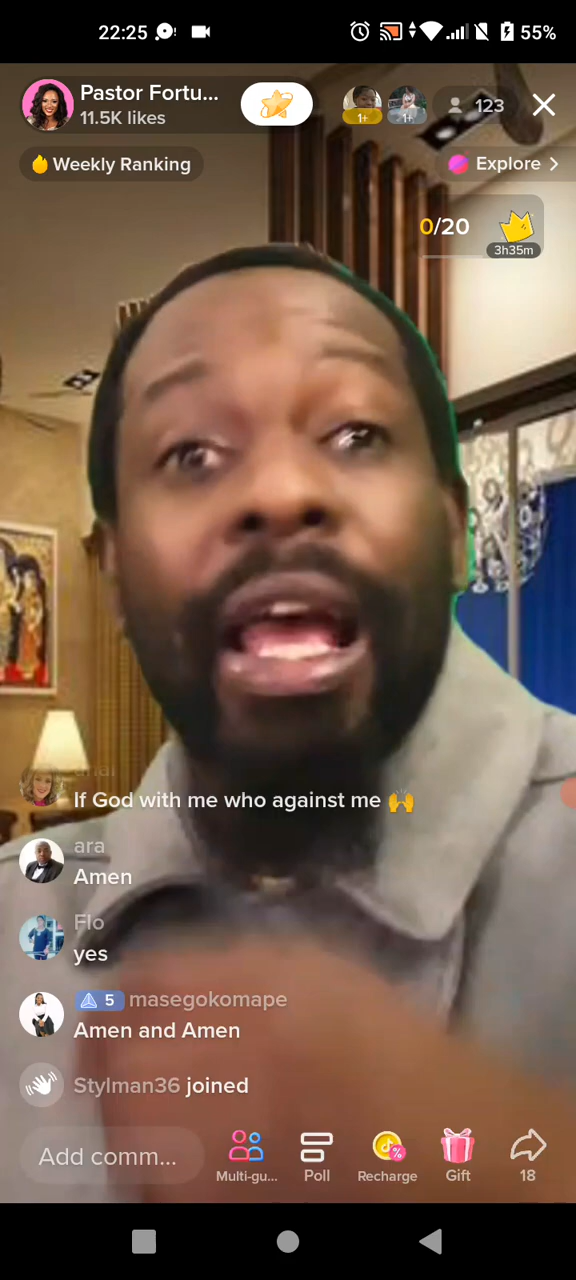 22:25
55%
Pastor Fortu...
11.5K likes
1+
1+
123
Weekly Ranking
Explore >
0/20
3h35m
If God with me who against me 🙌
ara
Amen
Flo
yes
5 masegokomape
Amen and Amen
Stylman36 joined
Add comm...
Multi-gu...
Poll
Recharge
Gift
18